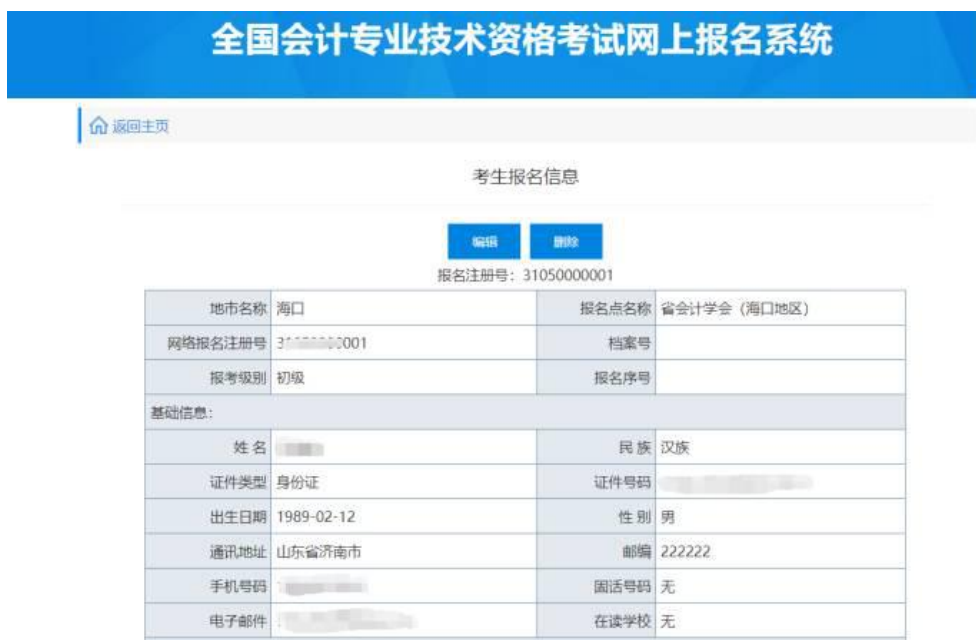 全国会计专业技术资格考试网上报名系统
返回主页
考生报名信息
编辑 删除
报名注册号：31050000001
地市名称 海口 报名点名称 省会计学会（海口地区）
网络报名注册号 001 档案号
报考级别 初级 报名序号
基础信息：
姓名 民族 汉族
证件类型 身份证 证件号码
出生日期 1989-02-12 性别 男
通讯地址 山东省济南市 邮编 222222
手机号码 固话号码 无
电子邮件 在读学校 无